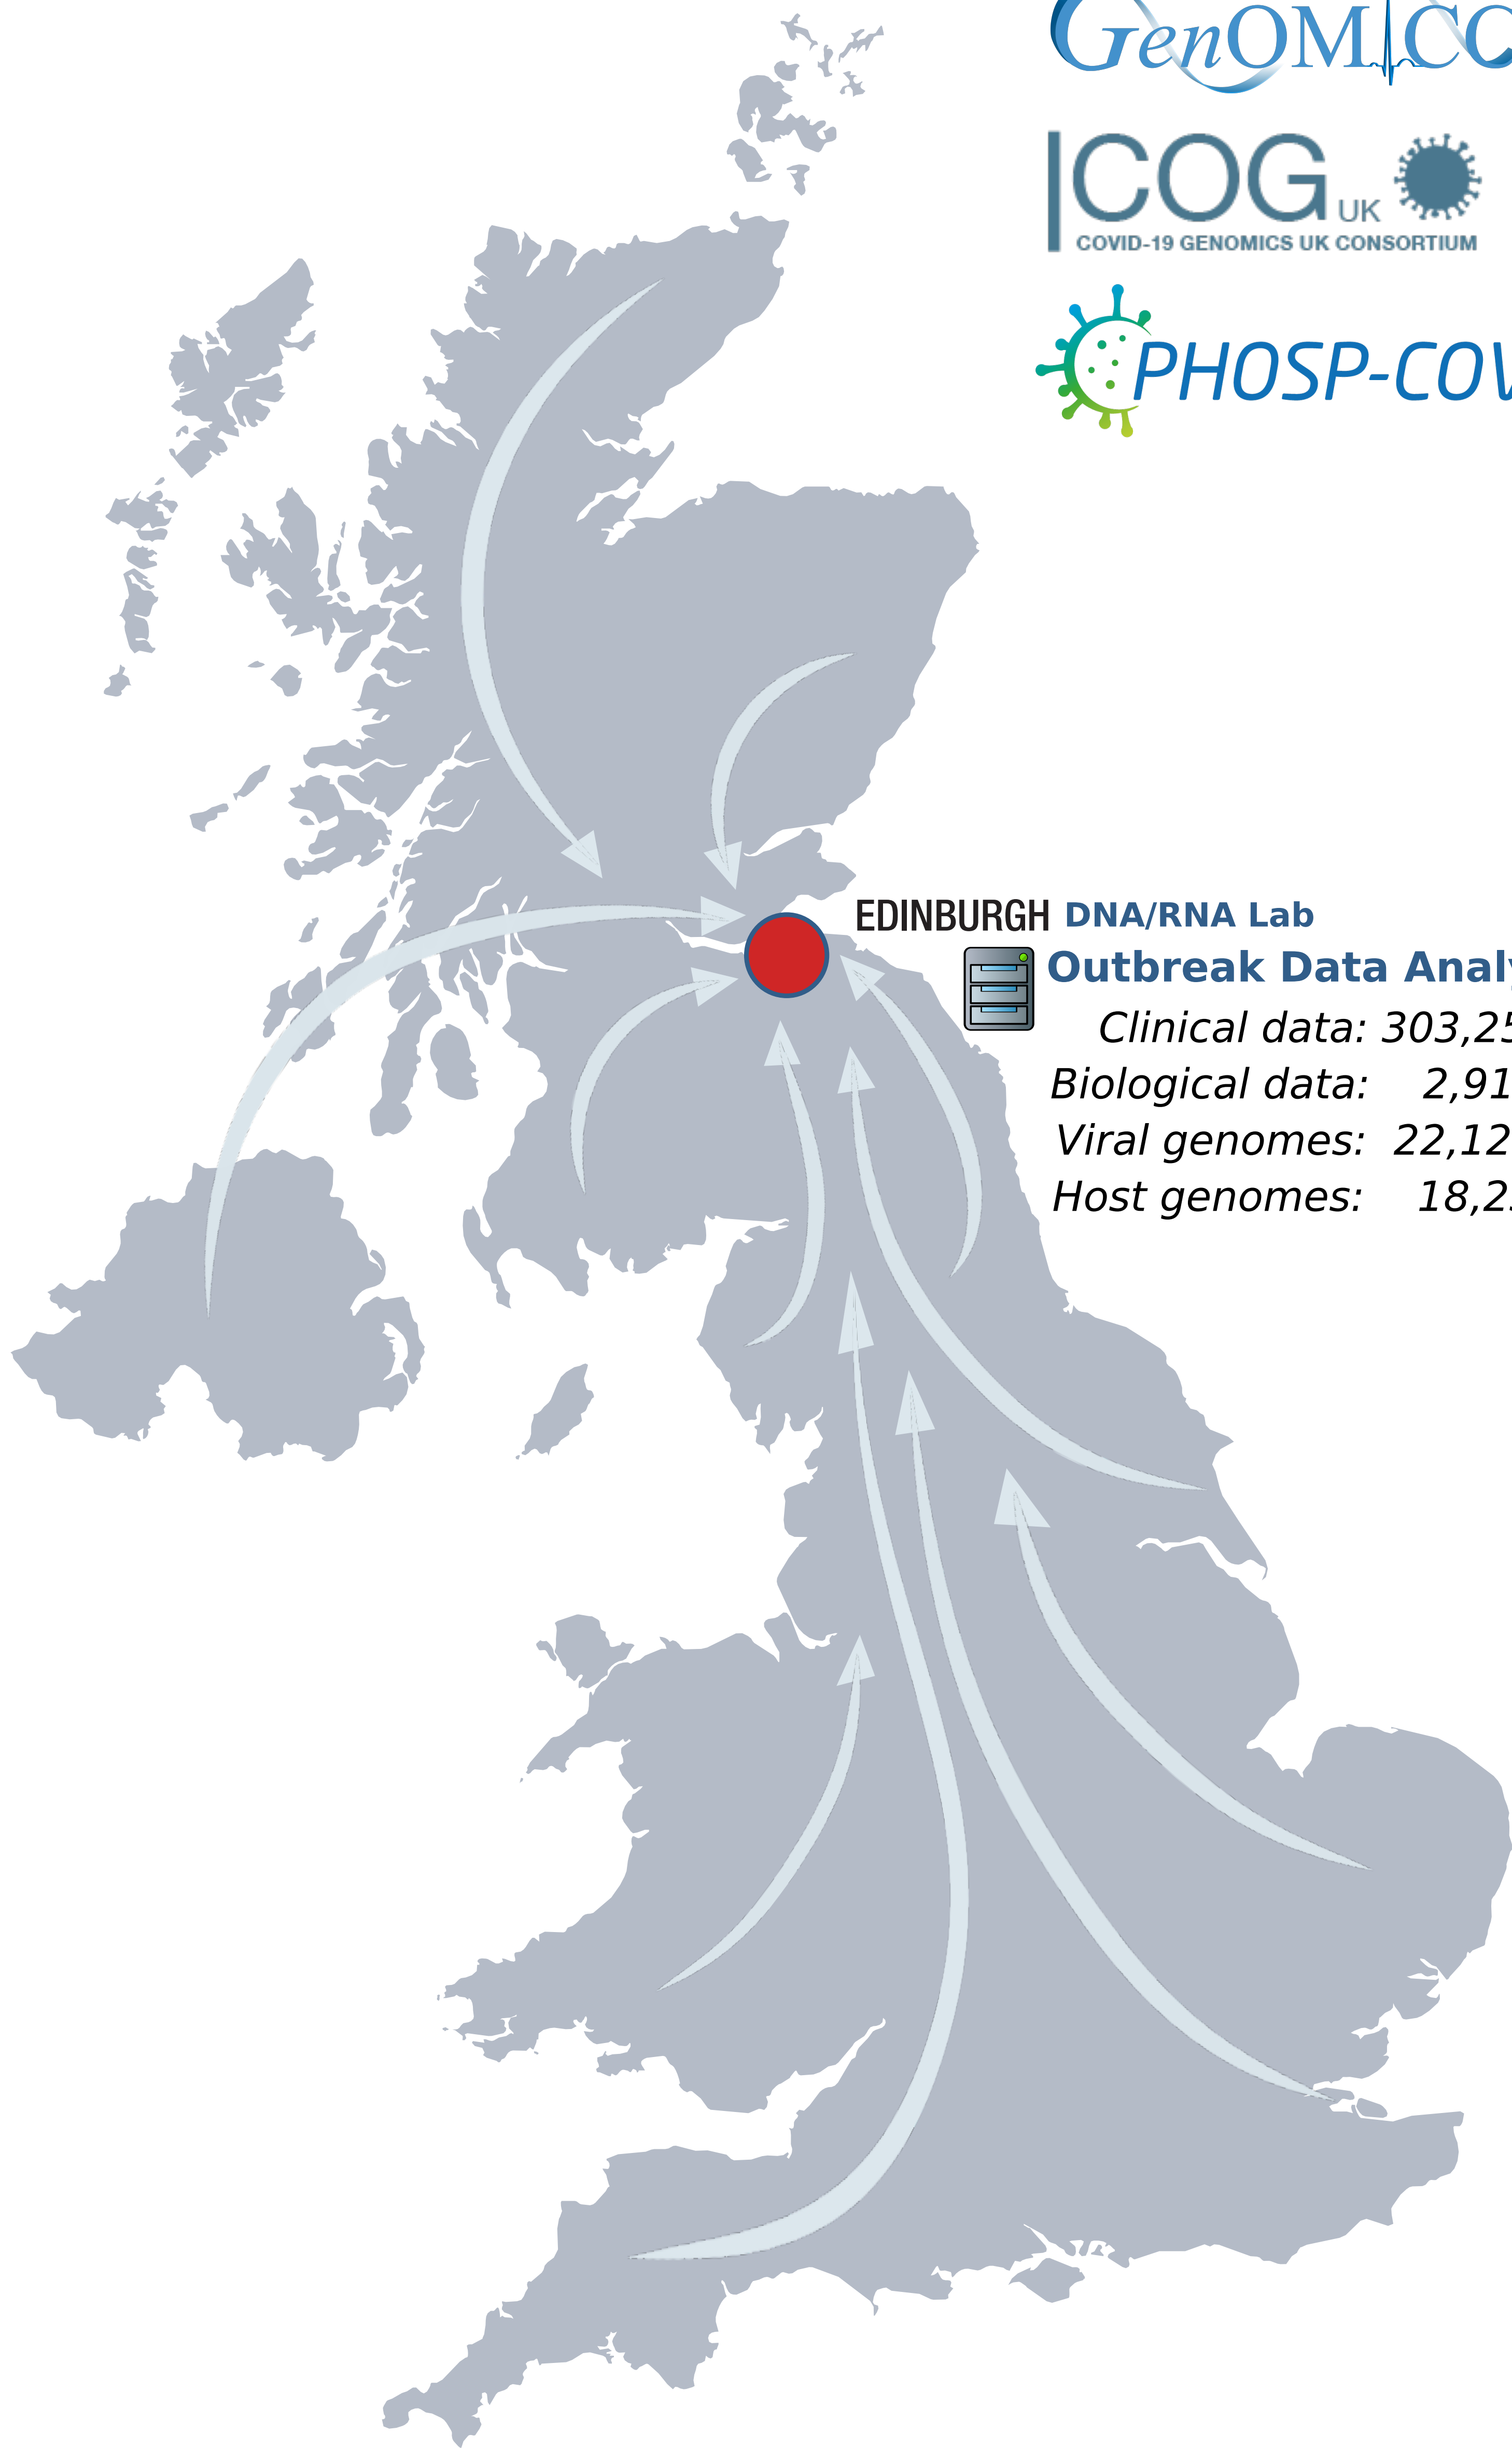 GenOMICC
COG UK
COVID-19 GENOMICS UK CONSORTIUM
PHOSP-COV
EDINBURGH DNA/RNA Lab
Outbreak Data Analy
Clinical data: 303,25
Biological data: 2,91
Viral genomes: 22,12
Host genomes: 18,2